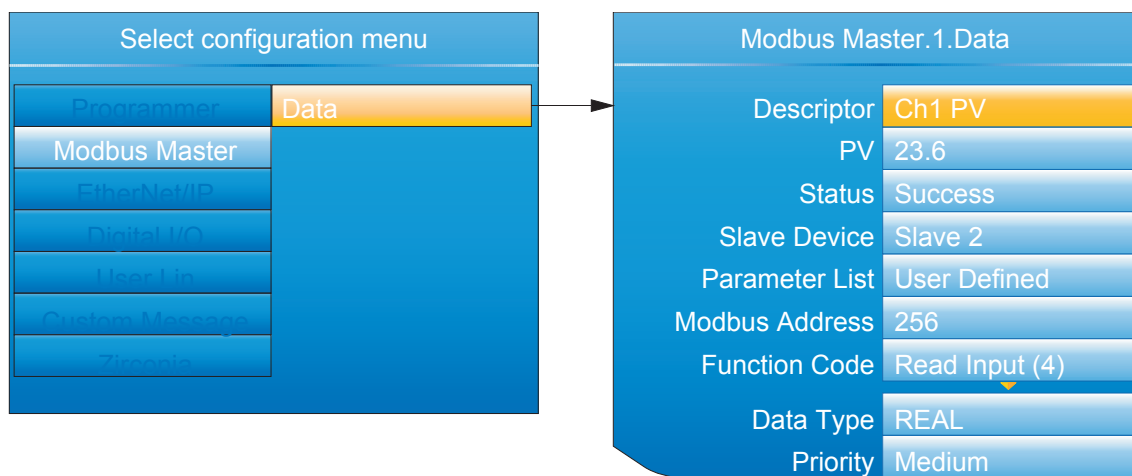 Select configuration menu
Programmer
Data
Modbus Master
EtherNet/IP
Digital I/O
User Lin
Custom Message
Zirconia
Modbus Master.1.Data
Descriptor Ch1 PV
PV 23.6
Status Success
Slave Device Slave 2
Parameter List User Defined
Modbus Address 256
Function Code Read Input (4)
Data Type REAL
Priority Medium